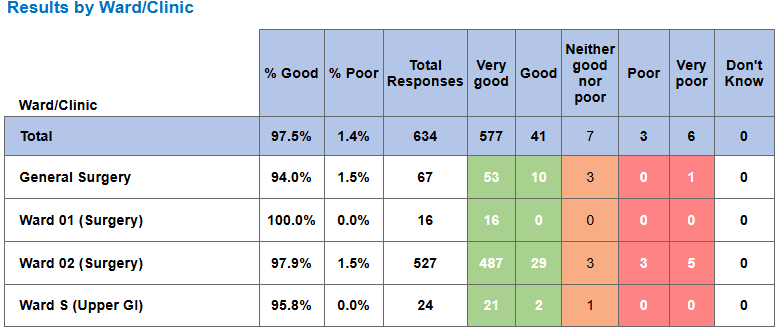 Results by Ward/Clinic
Ward/Clinic % Good % Poor Total Responses Very good Good Neither good nor poor Poor Very poor Don't Know
Total 97.5% 1.4% 634 577 41 7 3 6 0
General Surgery 94.0% 1.5% 67 53 10 3 0 1 0
Ward 01 (Surgery) 100.0% 0.0% 16 16 0 0 0 0 0
Ward 02 (Surgery) 97.9% 1.5% 527 487 29 3 3 5 0
Ward S (Upper GI) 95.8% 0.0% 24 21 2 1 0 0 0